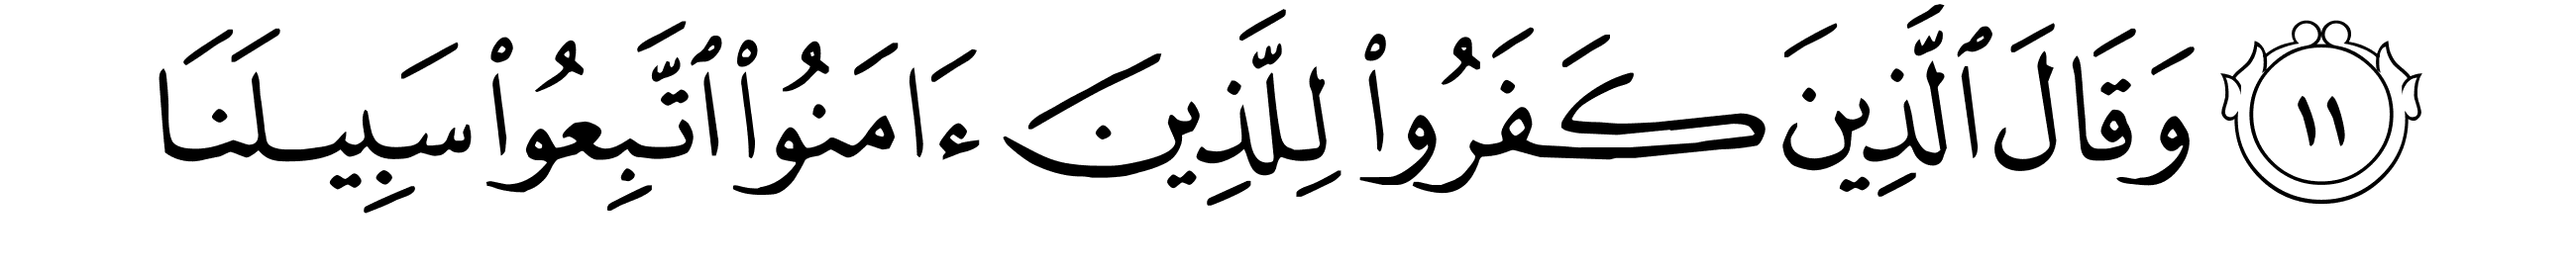 ١١ وَقَالَ ٱلَّذِينَ كَفَرُوا۟ لِلَّذِينَ ءَامَنُوا۟ ٱتَّبِعُوا۟ سَبِيلَنَا